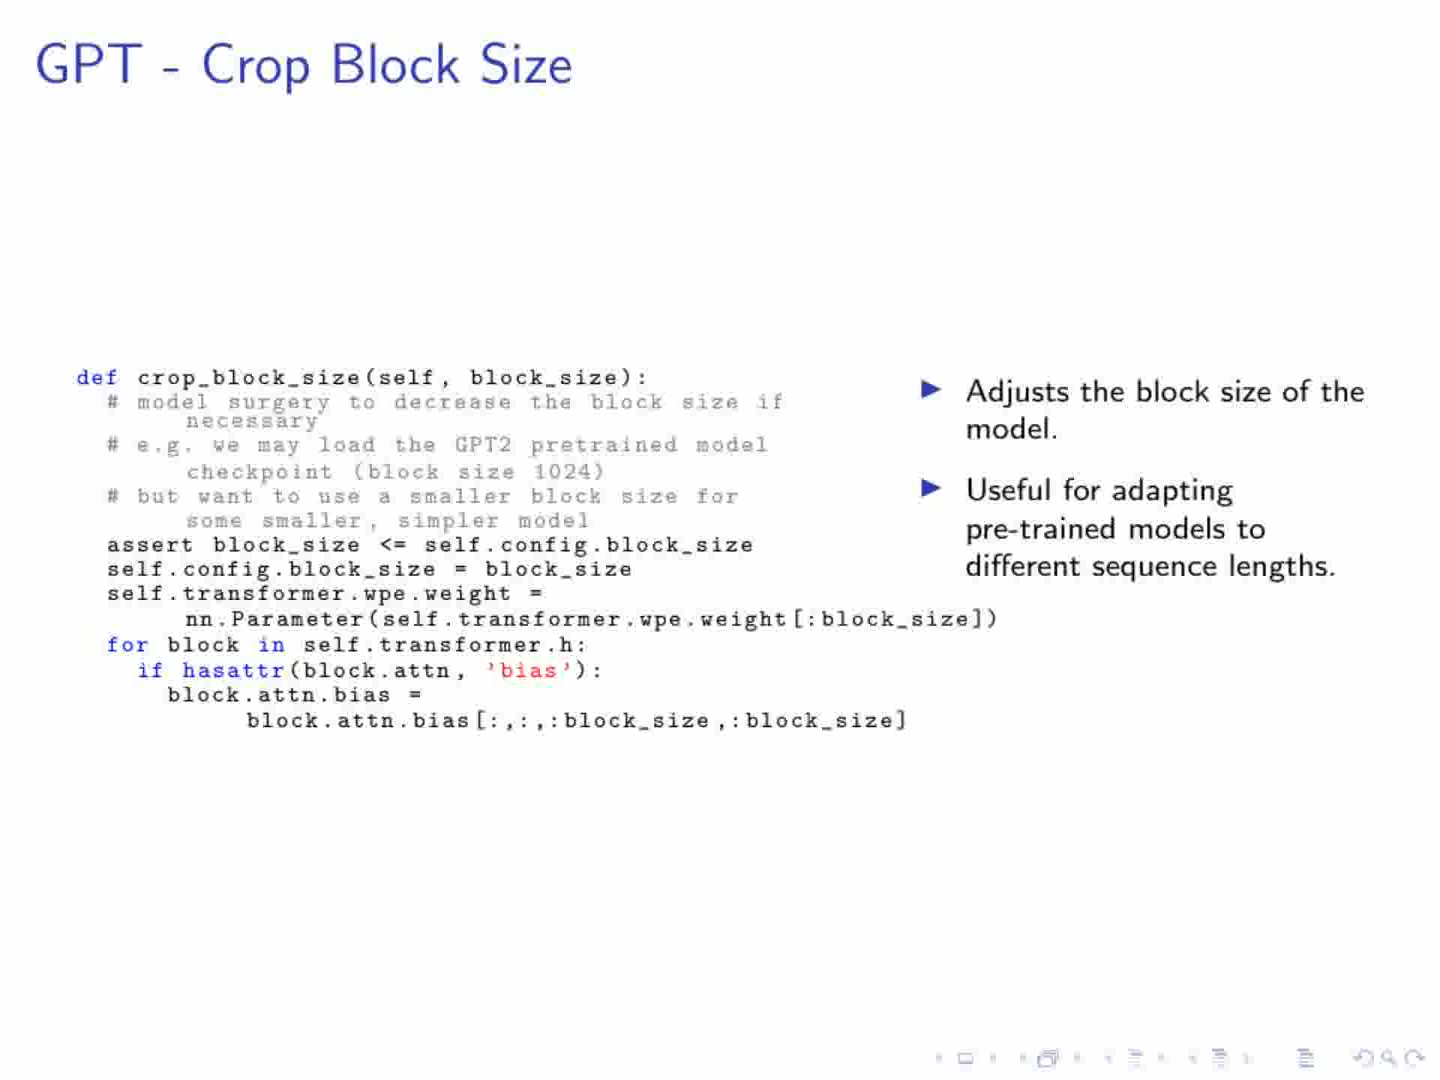 GPT - Crop Block Size
def crop_block_size(self, block_size):
# model surgery to decrease the block size if
necessary
# e.g. we may load the GPT2 pretrained model
checkpoint (block size 1024)
# but want to use a smaller block size for
some smaller, simpler model
assert block_size <= self.config.block_size
self.config.block_size = block_size
self.transformer.wpe.weight =
nn.Parameter(self.transformer.wpe.weight[:block_size])
for block in self.transformer.h:
if hasattr(block.attn, 'bias'):
block.attn.bias =
block.attn.bias[:,:,:block_size,:block_size]
Adjusts the block size of the
model.
Useful for adapting
pre-trained models to
different sequence lengths.